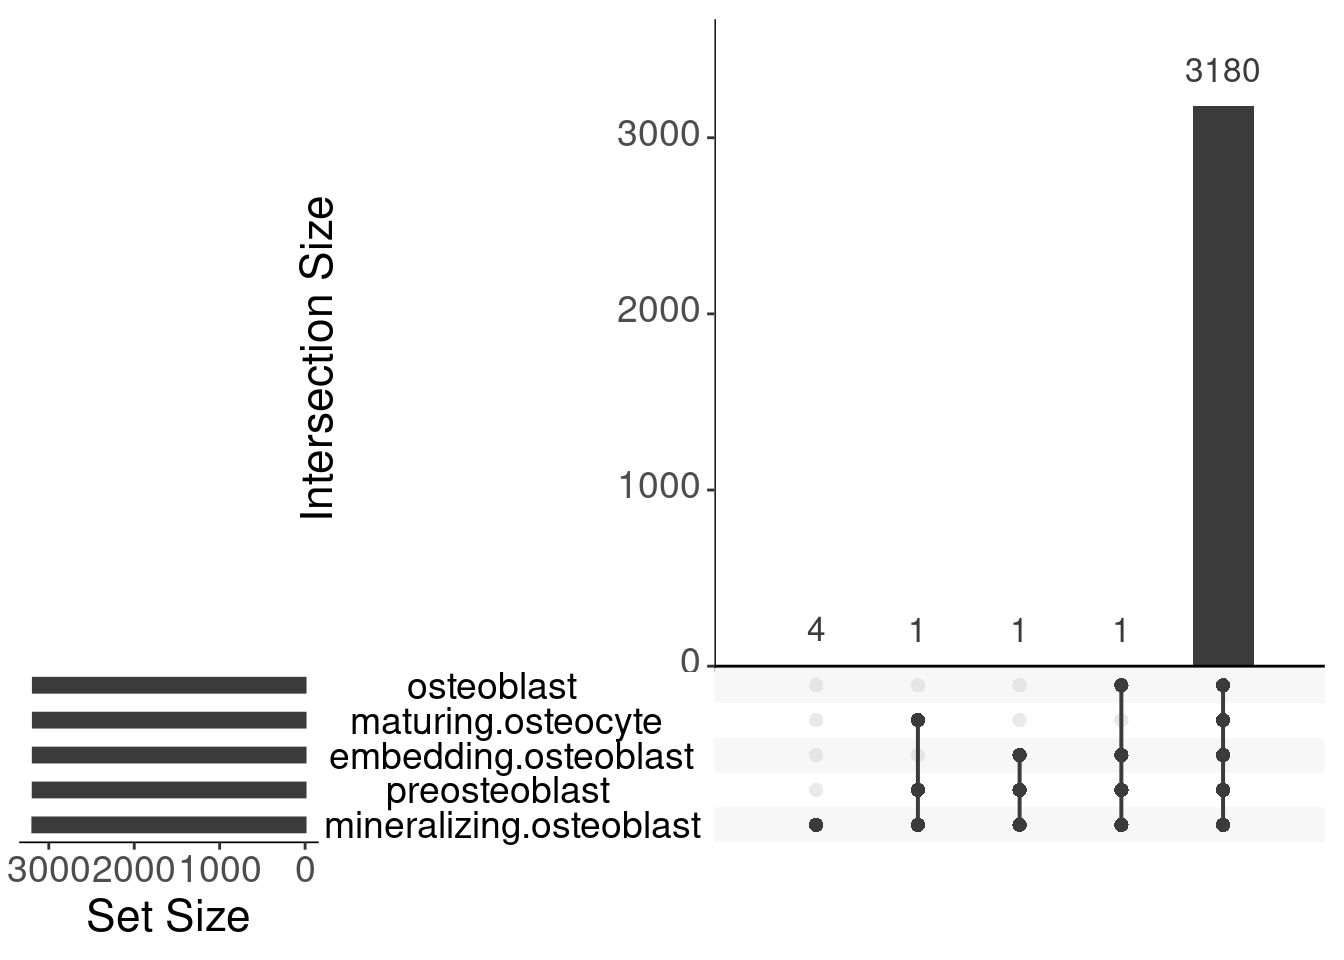 3180
3000
2000
1000
0
4 1 1 1
Intersection Size
osteoblast
maturing.osteocyte
embedding.osteoblast
preosteoblast
mineralizing.osteoblast
3000 2000 1000 0
Set Size